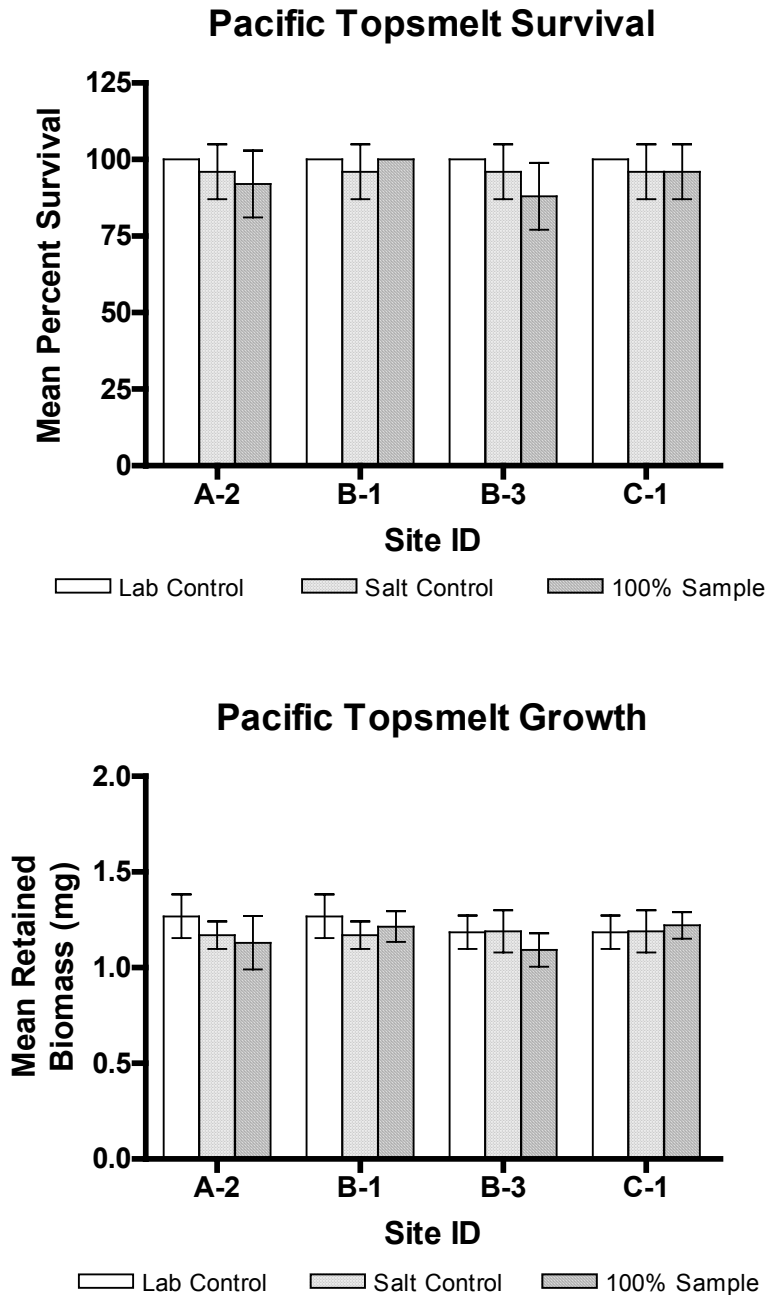 Pacific Topsmelt Survival
125
100
75
50
25
0
Mean Percent Survival
A-2 B-1 B-3 C-1
Site ID
Lab Control Salt Control 100% Sample
Pacific Topsmelt Growth
2.0
1.5
1.0
0.5
0.0
Mean Retained
Biomass (mg)
A-2 B-1 B-3 C-1
Site ID
Lab Control Salt Control 100% Sample